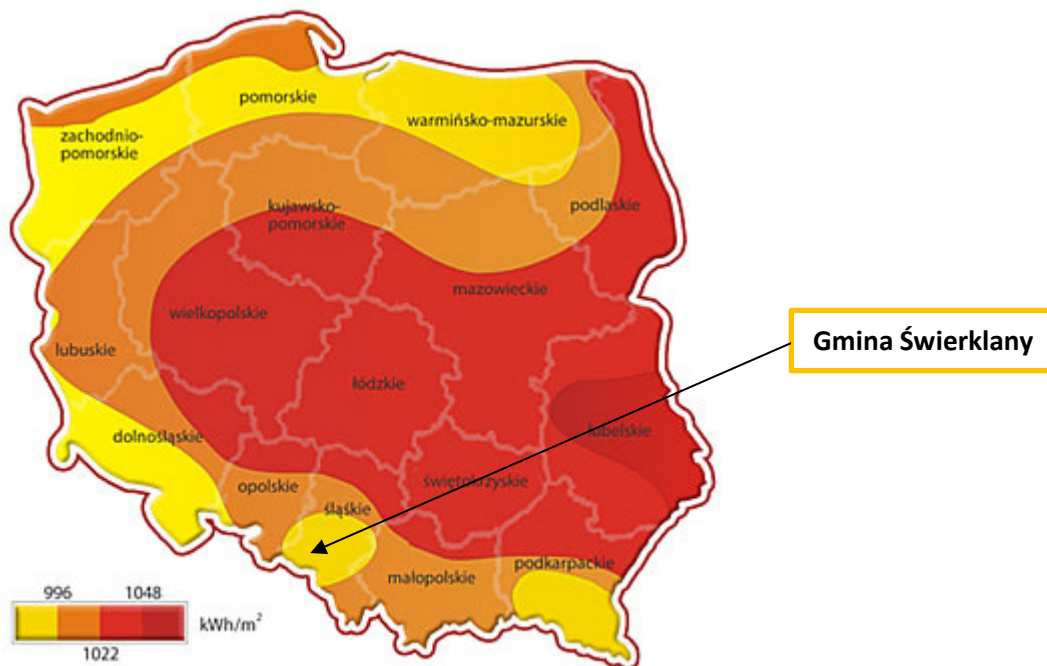 pomorskie
warmińsko-mazurskie
zachodnio-
pomorskie
kujawsko-
pomorskie
podlaskie
mazowieckie
wielkopolskie
Gmina Świerklany
lubuskie
łódzkie
dolnośląskie
lubelskie
opolskie
świętokrzyskie
śląskie
podkarpackie
małopolskie
996 1048
kWh/m²
1022